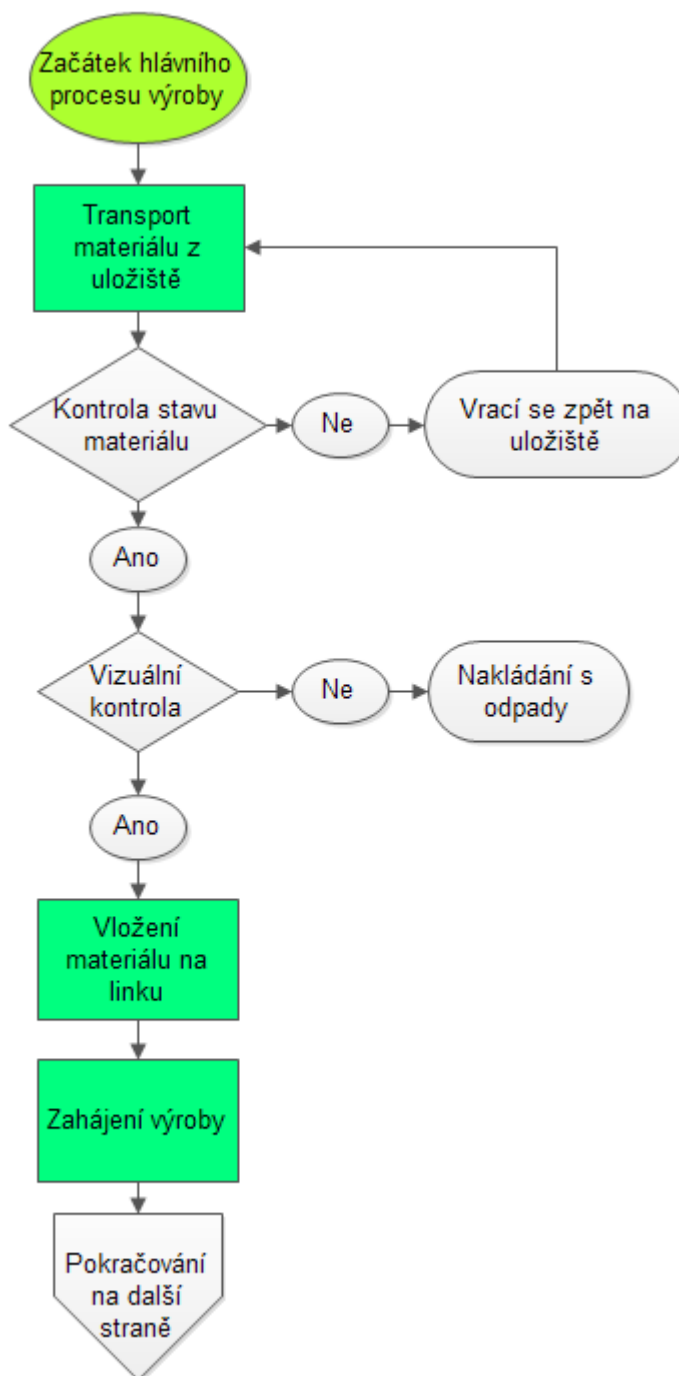 Začátek hlávního
procesu výroby
Transport
materiálu z
uložiště
Kontrola stavu
materiálu
Ne
Vrací se zpět na
uložiště
Ano
Vizuální
kontrola
Ne
Nakládání s
odpady
Ano
Vložení
materiálu na
linku
Zahájení výroby
Pokračování
na další
straně